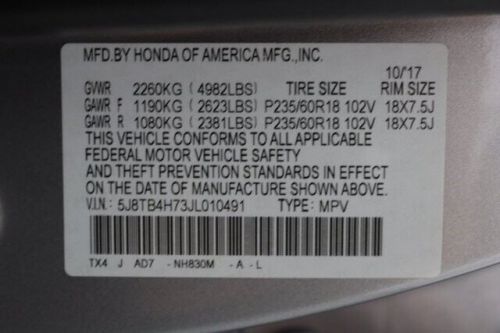 MFD.BY HONDA OF AMERICA MFG.,INC.
10/'17
GVWR 2260KG (4982LBS) TIRE SIZE RIM SIZE
GAWR F 1190KG (2623LBS) P235/60R18 102V 18X7.5J
GAWR R 1080KG (2381LBS) P235/60R18 102V 18X7.5J
THIS VEHICLE CONFORMS TO ALL APPLICABLE
FEDERAL MOTOR VEHICLE SAFETY
AND THEFT PREVENTION STANDARDS IN EFFECT
ON THE DATE OF MANUFACTURE SHOWN ABOVE.
V.I.N.: 5J8TB4H73JL010491 TYPE: MPV
TX4 J AD7 -NH830M -A -L